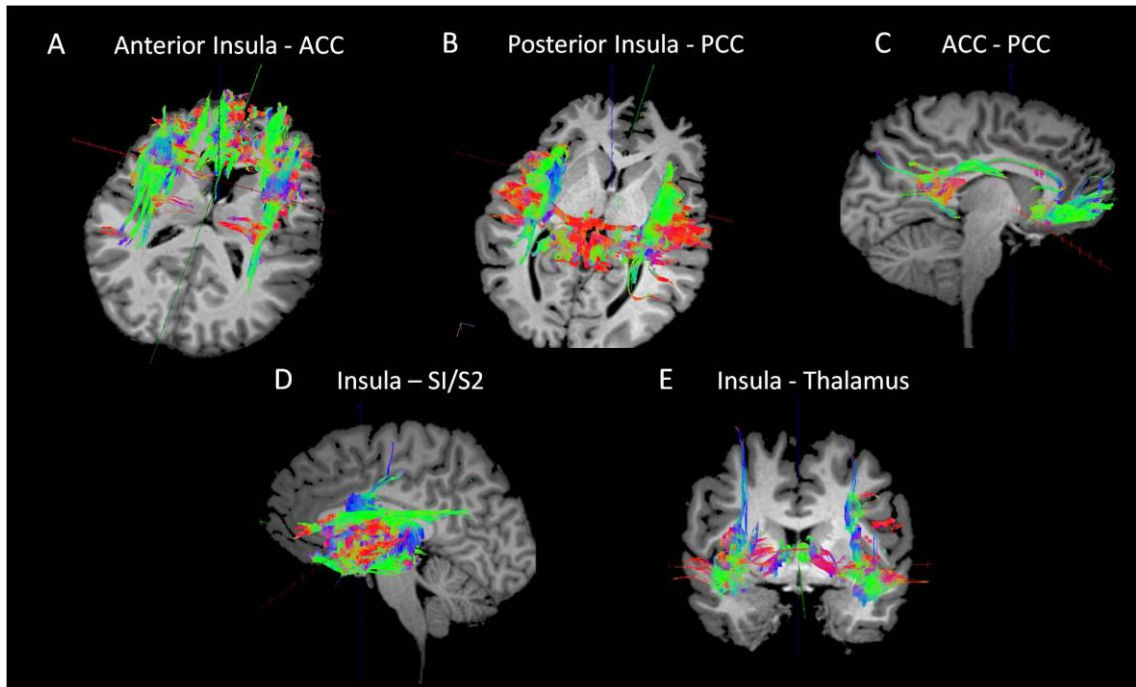 A Anterior Insula - ACC
B Posterior Insula - PCC
C ACC - PCC
D Insula – SI/S2
E Insula - Thalamus